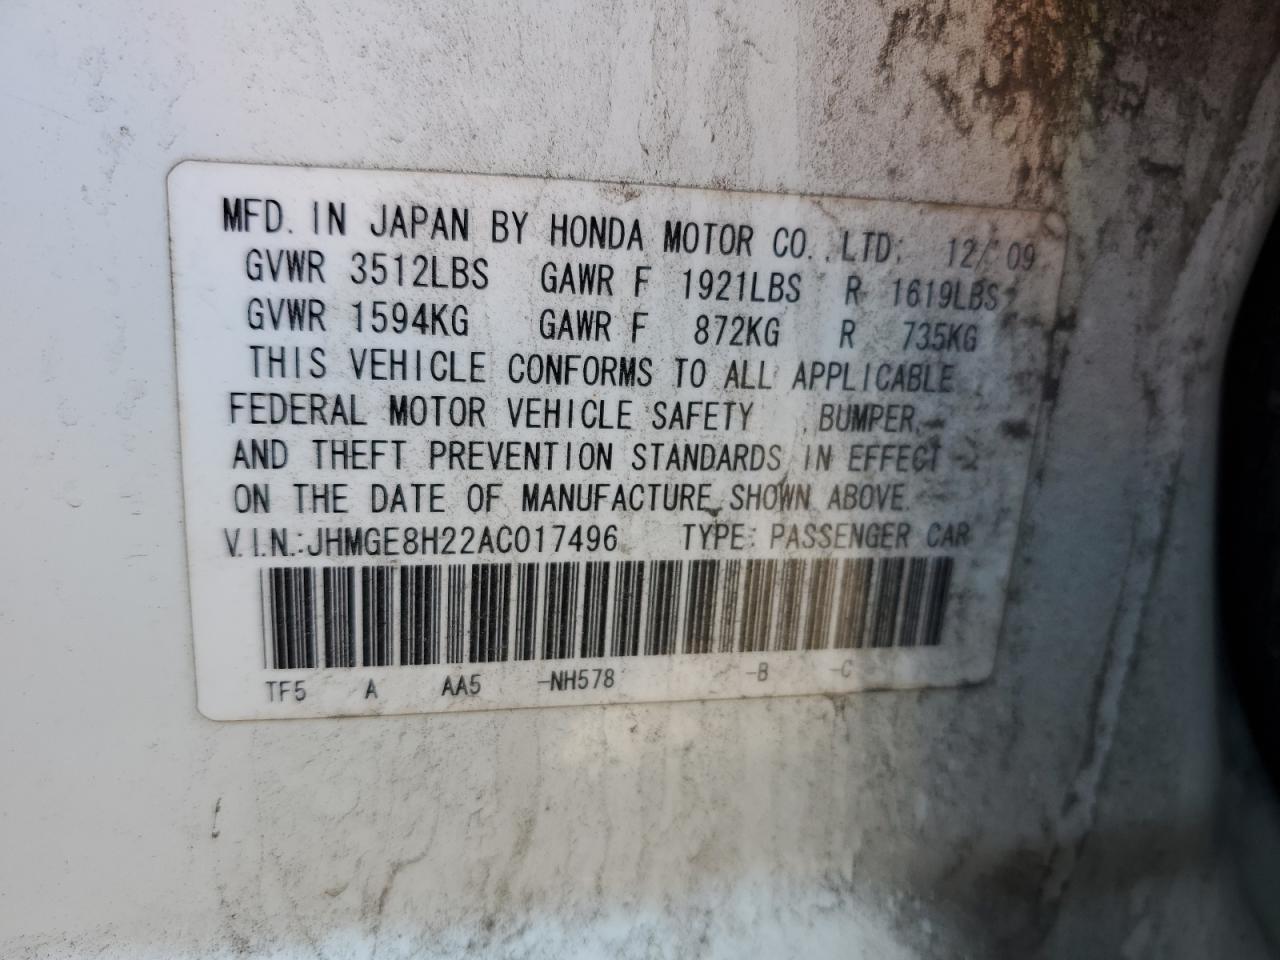 MFD. IN JAPAN BY HONDA MOTOR CO., LTD. 12/09
GVWR 3512LBS GAWR F 1921LBS R 1619LBS
GVWR 1594KG GAWR F 872KG R 735KG
THIS VEHICLE CONFORMS TO ALL APPLICABLE
FEDERAL MOTOR VEHICLE SAFETY , BUMPER,
AND THEFT PREVENTION STANDARDS IN EFFECT
ON THE DATE OF MANUFACTURE SHOWN ABOVE.
V.I.N.:JHMGE8H22AC017496 TYPE: PASSENGER CAR
TF5 A AA5 -NH578 -B -C